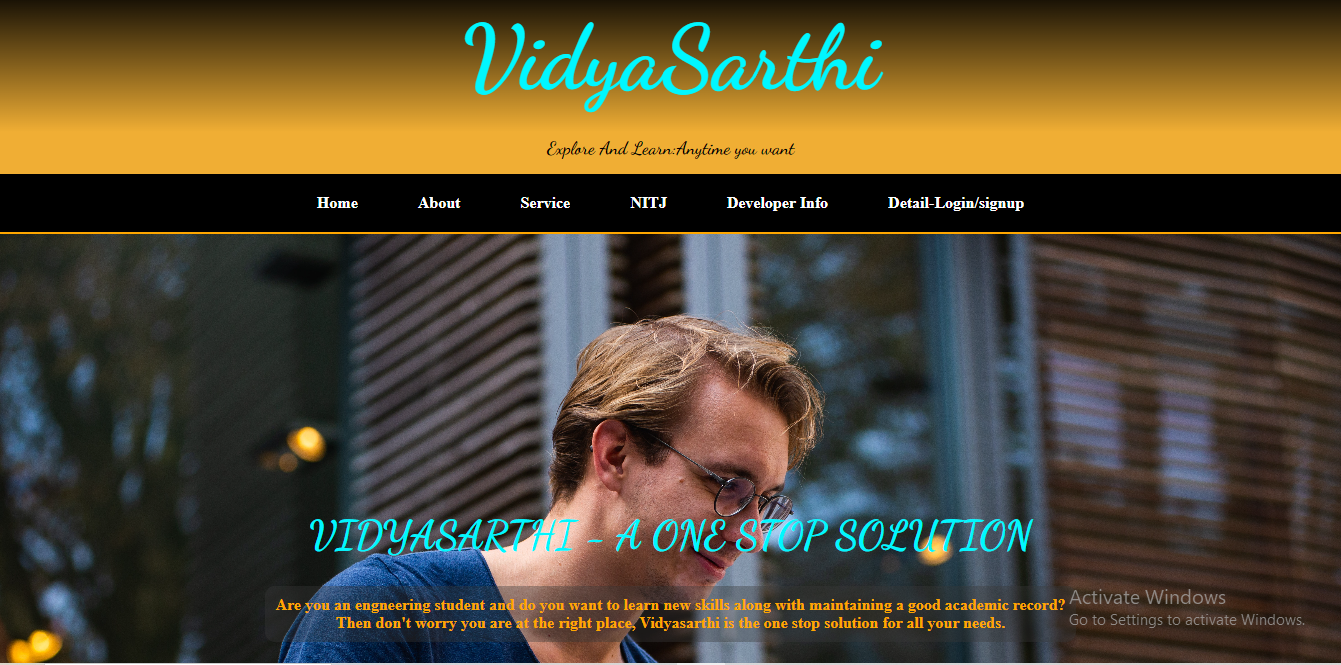 VidyaSarthi
Explore And Learn:Anytime you want
Home About Service NITJ Developer Info Detail-Login/signup
VIDYASARTHI - A ONE STOP SOLUTION
Are you an engneering student and do you want to learn new skills along with maintaining a good academic record?
Then don't worry you are at the right place, Vidyasarthi is the one stop solution for all your needs.
Activate Windows
Go to Settings to activate Windows.